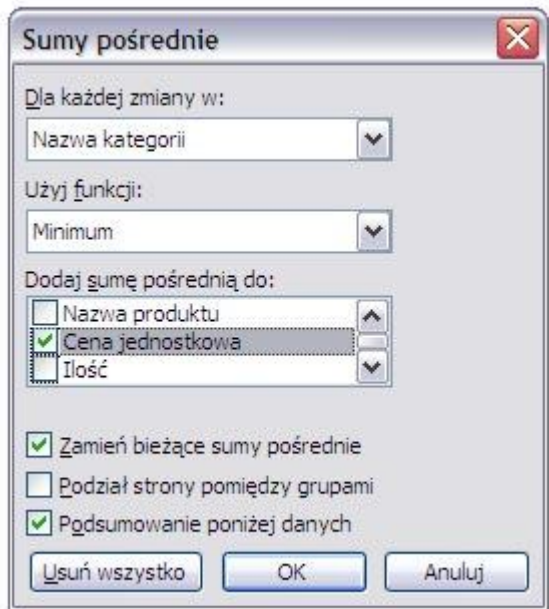 Sumy pośrednie
Dla każdej zmiany w:
Nazwa kategorii
Użyj funkcji:
Minimum
Dodaj sumę pośrednią do:
Nazwa produktu
Cena jednostkowa
Ilość
Zamień bieżące sumy pośrednie
Podział strony pomiędzy grupami
Podsumowanie poniżej danych
Usuń wszystko OK Anuluj